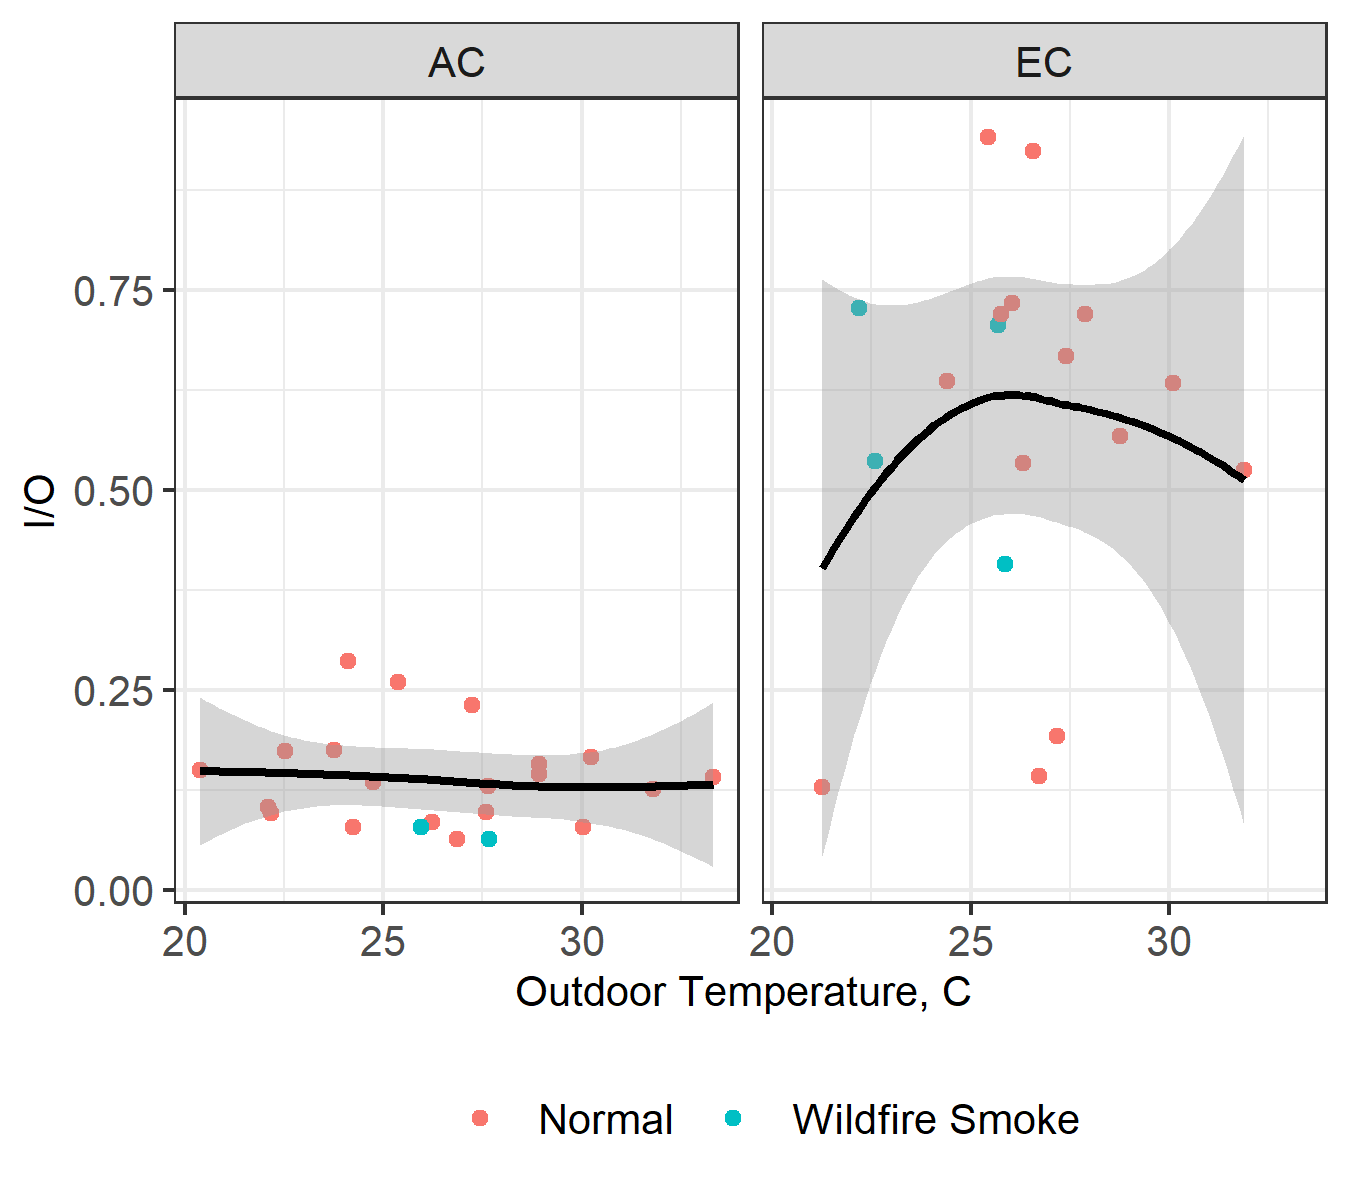 AC
EC
I/O
0.75
0.50
0.25
0.00
20 25 30
20 25 30
Outdoor Temperature, C
Normal Wildfire Smoke